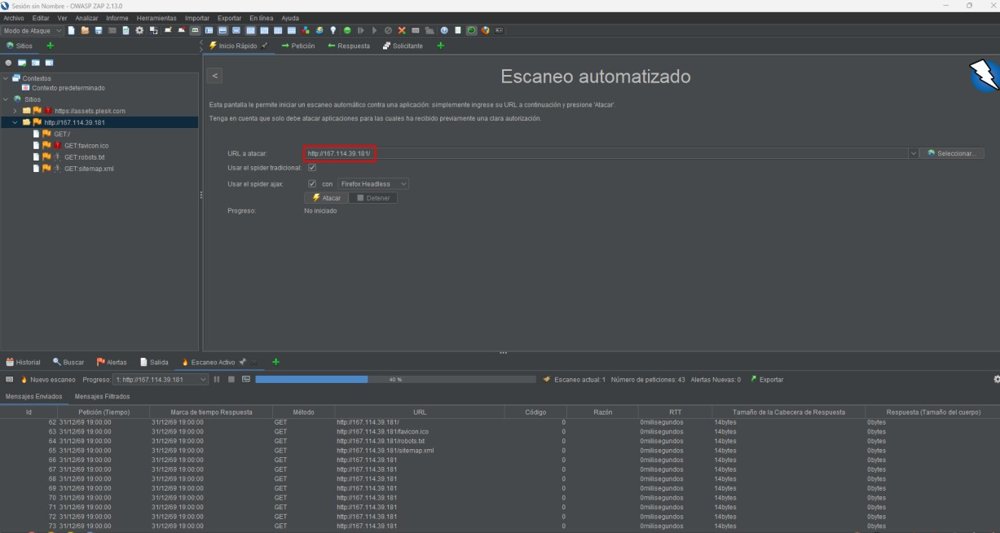 Sesión sin Nombre - OWASP ZAP 2.13.0
Archivo Editar Ver Analizar Informe Herramientas Importar Exportar En línea Ayuda
Modo de Ataque
Sitios
Inicio Rápido Petición Respuesta Solicitante
<
Escaneo automatizado
Contextos
Contexto predeterminado
Sitios
https://assets.plesk.com
http://167.114.39.181
GET:/
GET:favicon.ico
GET:robots.txt
GET:sitemap.xml
Esta pantalla le permite iniciar un escaneo automático contra una aplicación: simplemente ingrese su URL a continuación y presione 'Atacar'.
Tenga en cuenta que solo debe atacar aplicaciones para las cuales ha recibido previamente una clara autorización.
URL a atacar: http://167.114.39.181/ Seleccionar...
Usar el spider tradicional:
Usar el spider ajax: con Firefox Headless
Atacar Detener
Progreso: No iniciado
Historial Buscar Alertas Salida Escaneo Activo
Nuevo escaneo Progreso: 1: http://167.114.39.181 40 % Escaneo actual: 1 Número de peticiones: 43 Alertas Nuevas: 0 Exportar
Mensajes Enviados Mensajes Filtrados
Id Petición (Tiempo) Marca de tiempo Respuesta Método URL Código Razón RTT Tamaño de la Cabecera de Respuesta Respuesta (Tamaño del cuerpo)
62 31/12/69 19:00:00 31/12/69 19:00:00 GET http://167.114.39.181/ 0 0milisegundos 14bytes 0bytes
63 31/12/69 19:00:00 31/12/69 19:00:00 GET http://167.114.39.181/favicon.ico 0 0milisegundos 14bytes 0bytes
64 31/12/69 19:00:00 31/12/69 19:00:00 GET http://167.114.39.181/robots.txt 0 0milisegundos 14bytes 0bytes
65 31/12/69 19:00:00 31/12/69 19:00:00 GET http://167.114.39.181/sitemap.xml 0 0milisegundos 14bytes 0bytes
66 31/12/69 19:00:00 31/12/69 19:00:00 GET http://167.114.39.181 0 0milisegundos 14bytes 0bytes
67 31/12/69 19:00:00 31/12/69 19:00:00 GET http://167.114.39.181 0 0milisegundos 14bytes 0bytes
68 31/12/69 19:00:00 31/12/69 19:00:00 GET http://167.114.39.181 0 0milisegundos 14bytes 0bytes
69 31/12/69 19:00:00 31/12/69 19:00:00 GET http://167.114.39.181 0 0milisegundos 14bytes 0bytes
70 31/12/69 19:00:00 31/12/69 19:00:00 GET http://167.114.39.181 0 0milisegundos 14bytes 0bytes
71 31/12/69 19:00:00 31/12/69 19:00:00 GET http://167.114.39.181 0 0milisegundos 14bytes 0bytes
72 31/12/69 19:00:00 31/12/69 19:00:00 GET http://167.114.39.181 0 0milisegundos 14bytes 0bytes
73 31/12/69 19:00:00 31/12/69 19:00:00 GET http://167.114.39.181 0 0milisegundos 14bytes 0bytes